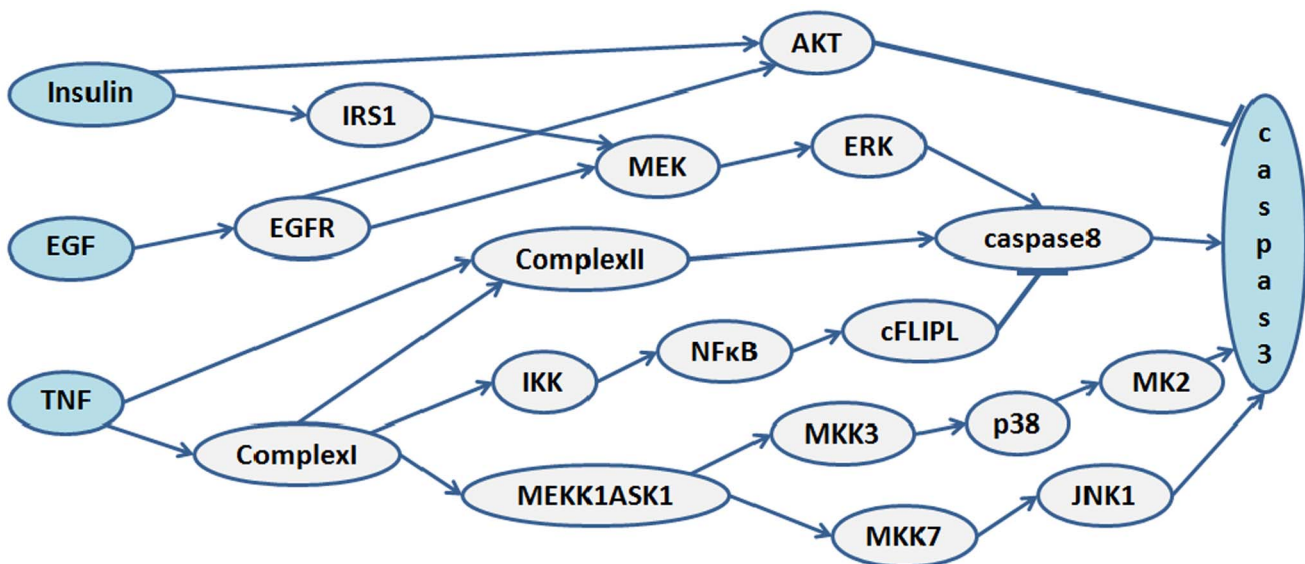 AKT
Insulin
IRS1
ERK
MEK
EGFR
EGF
caspase8
ComplexII
caspas3
cFLIPL
NFκB
IKK
MK2
TNF
p38
MKK3
ComplexI
MEKK1ASK1
JNK1
MKK7